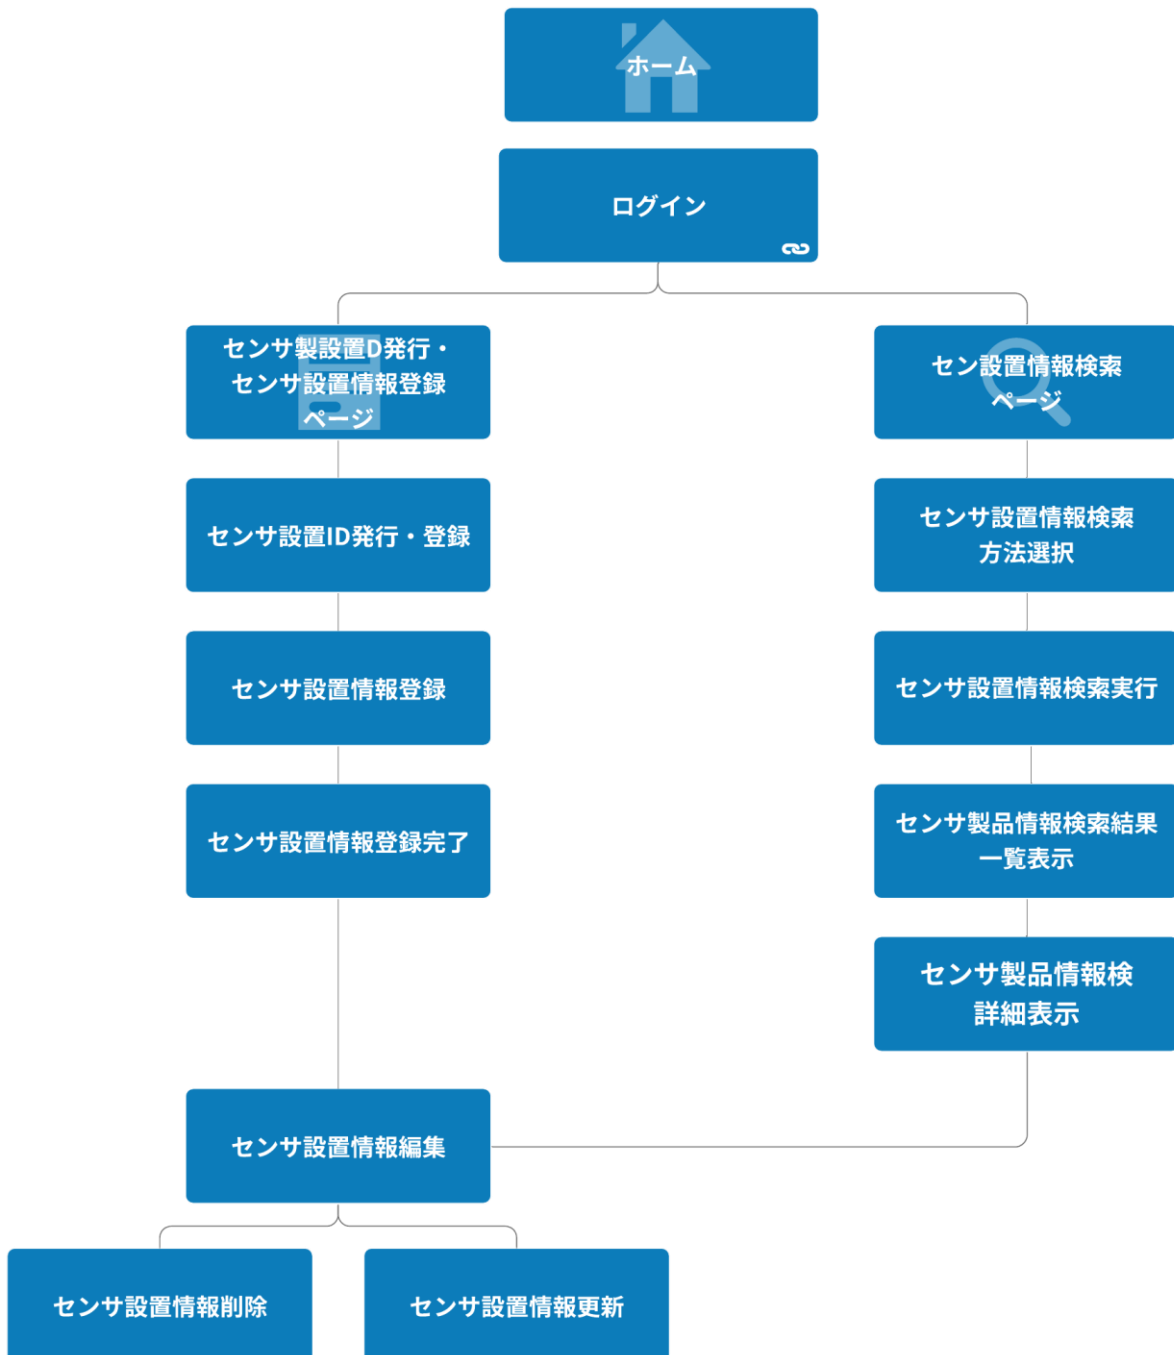 ホーム
ログイン
センサ製設置D発行・
センサ設置情報登録
ページ
セン設置情報検索
ページ
センサ設置ID発行・登録
センサ設置情報検索
方法選択
センサ設置情報登録
センサ設置情報検索実行
センサ設置情報登録完了
センサ製品情報検索結果
一覧表示
センサ製品情報検
詳細表示
センサ設置情報編集
センサ設置情報削除
センサ設置情報更新